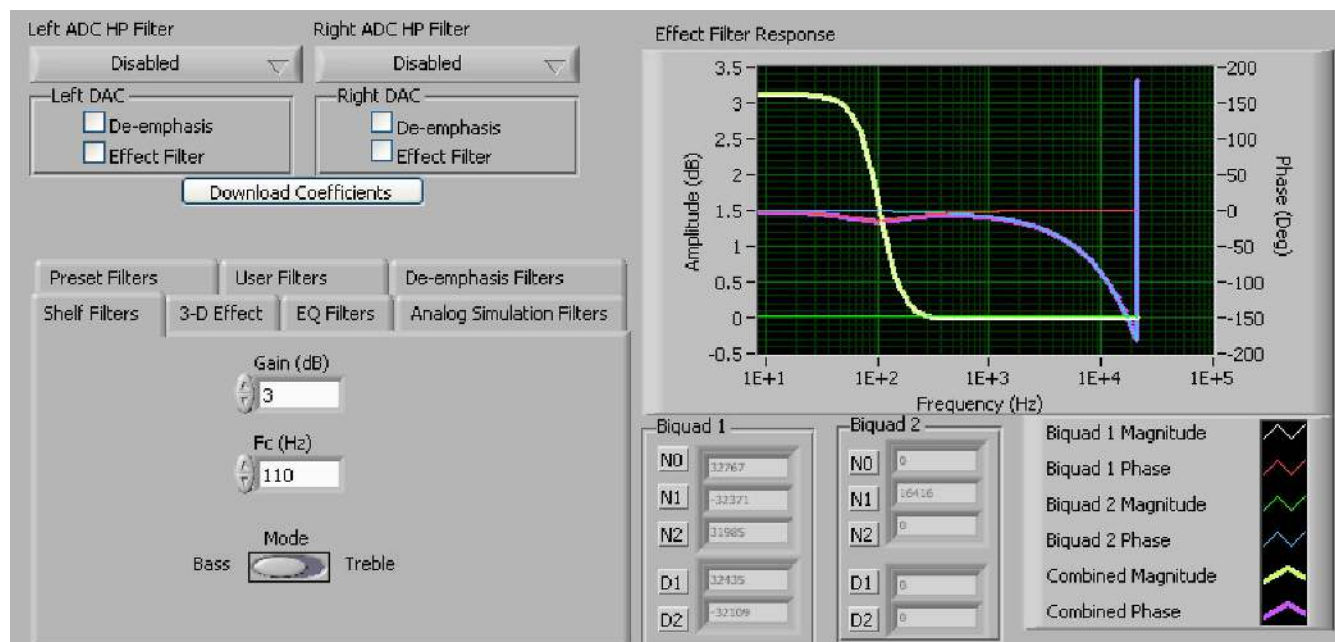 Left ADC HP Filter
Disabled
Right ADC HP Filter
Disabled
Left DAC
De-emphasis
Effect Filter
Right DAC
De-emphasis
Effect Filter
Download Coefficients
Preset Filters
User Filters
De-emphasis Filters
Shelf Filters
3-D Effect
EQ Filters
Analog Simulation Filters
Gain (dB)
3
Fc (Hz)
110
Mode
Bass
Treble
Effect Filter Response
Amplitude (dB)
3.5
3
2.5
2
1.5
1
0.5
0
-0.5
200
150
100
50
0
-50
-100
-150
-200
Phase (Deg)
1E+1
1E+2
1E+3
1E+4
1E+5
Frequency (Hz)
Biquad 1
N0 32767
N1 -32371
N2 31985
D1 32435
D2 -32109
Biquad 2
N0 0
N1 16416
N2 0
D1 0
D2 0
Biquad 1 Magnitude
Biquad 1 Phase
Biquad 2 Magnitude
Biquad 2 Phase
Combined Magnitude
Combined Phase